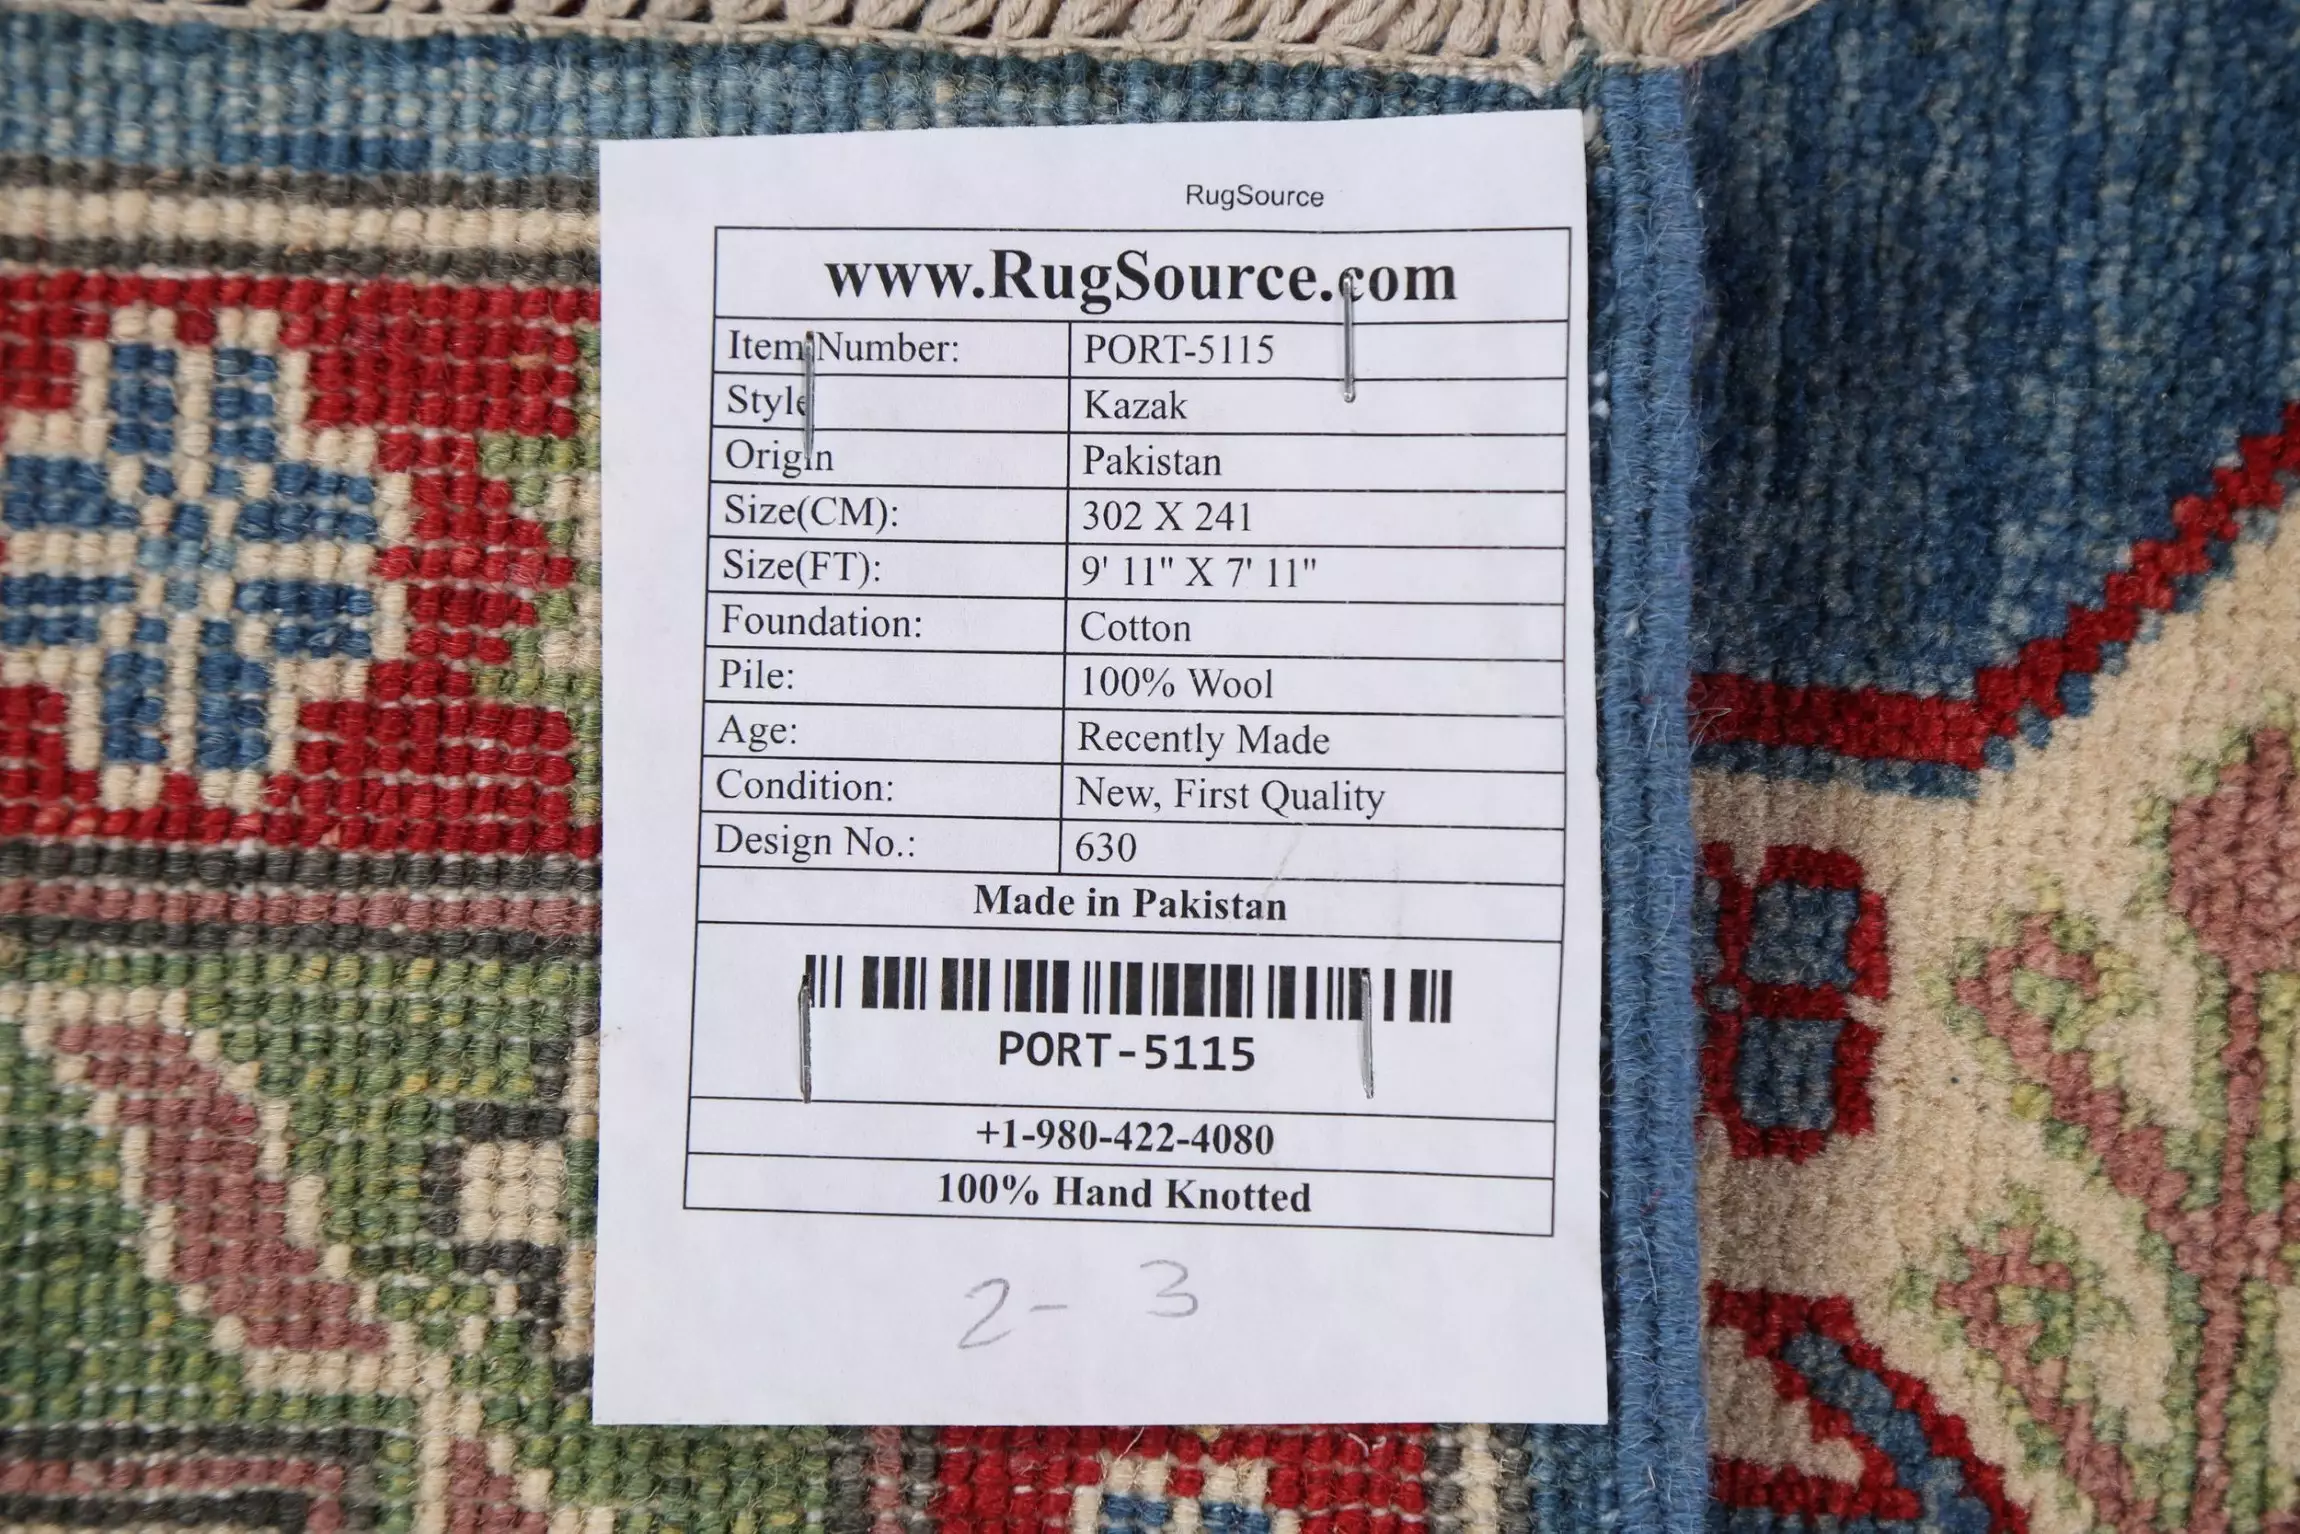 RugSource
www.RugSource.com
Item Number: PORT-5115
Style Kazak
Origin Pakistan
Size(CM): 302 X 241
Size(FT): 9' 11" X 7' 11"
Foundation: Cotton
Pile: 100% Wool
Age: Recently Made
Condition: New, First Quality
Design No.: 630
Made in Pakistan
PORT-5115
+1-980-422-4080
100% Hand Knotted
2- 3